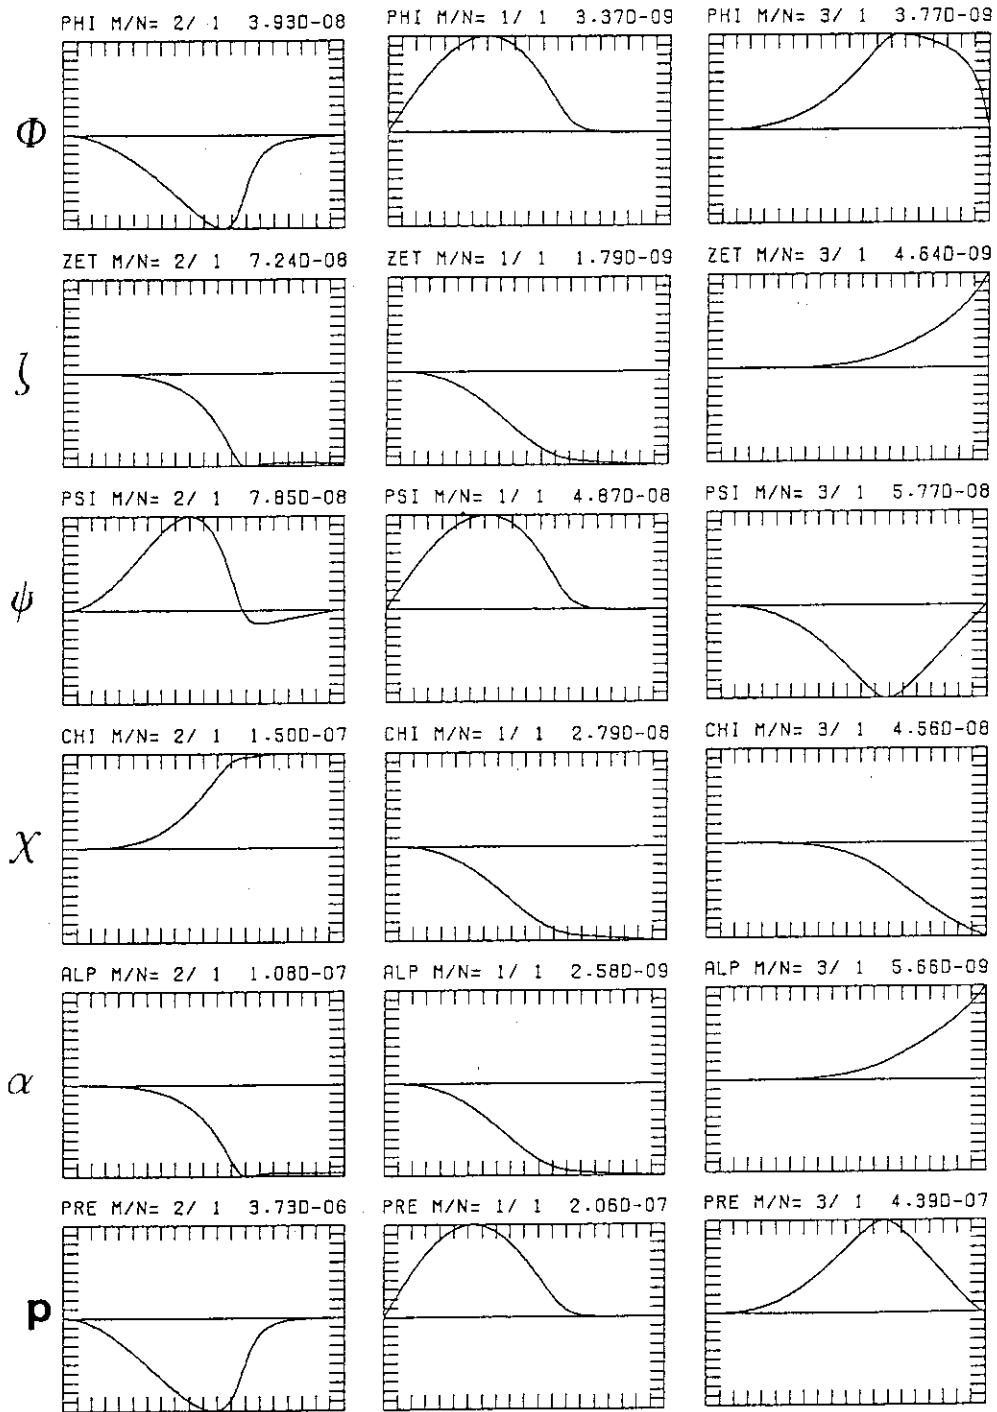 PHI M/N= 2/ 1 3.93D-08 PHI M/N= 1/ 1 3.37D-09 PHI M/N= 3/ 1 3.77D-09
Φ
ZET M/N= 2/ 1 7.24D-08 ZET M/N= 1/ 1 1.79D-09 ZET M/N= 3/ 1 4.64D-09
ζ
PSI M/N= 2/ 1 7.85D-08 PSI M/N= 1/ 1 4.87D-08 PSI M/N= 3/ 1 5.77D-08
ψ
CHI M/N= 2/ 1 1.50D-07 CHI M/N= 1/ 1 2.79D-08 CHI M/N= 3/ 1 4.56D-08
χ
ALP M/N= 2/ 1 1.08D-07 ALP M/N= 1/ 1 2.58D-09 ALP M/N= 3/ 1 5.66D-09
α
PRE M/N= 2/ 1 3.73D-06 PRE M/N= 1/ 1 2.06D-07 PRE M/N= 3/ 1 4.39D-07
p